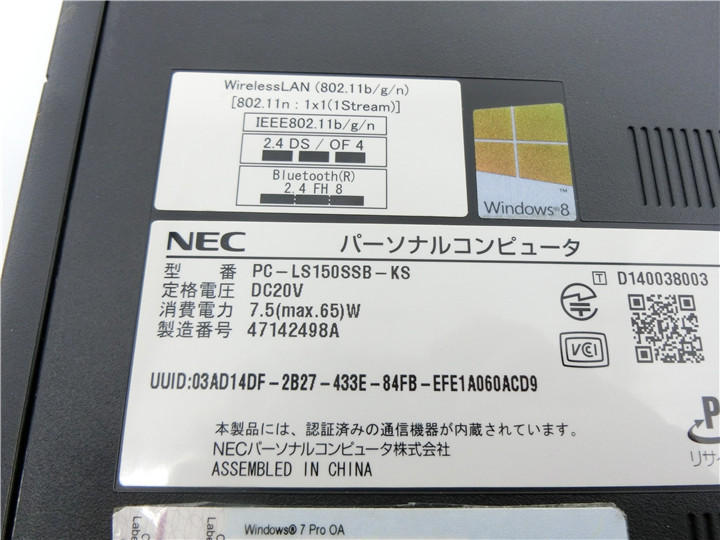 WirelessLAN (802.11b/g/n)
[802.11n : 1x1(1Stream)]
IEEE802.11b/g/n
2.4 DS / OF 4
Bluetooth(R)
2.4 FH 8
Windows®8
NEC パーソナルコンピュータ
型 番 PC-LS150SSB-KS
定格電圧 DC20V
消費電力 7.5(max.65)W
製造番号 47142498A
T D140038003
VCI
UUID:03AD14DF-2B27-433E-84FB-EFE1A060ACD9
本製品には、認証済みの通信機器が内蔵されています。
NECパーソナルコンピュータ株式会社
ASSEMBLED IN CHINA
P
リサイ
Windows® 7 Pro OA